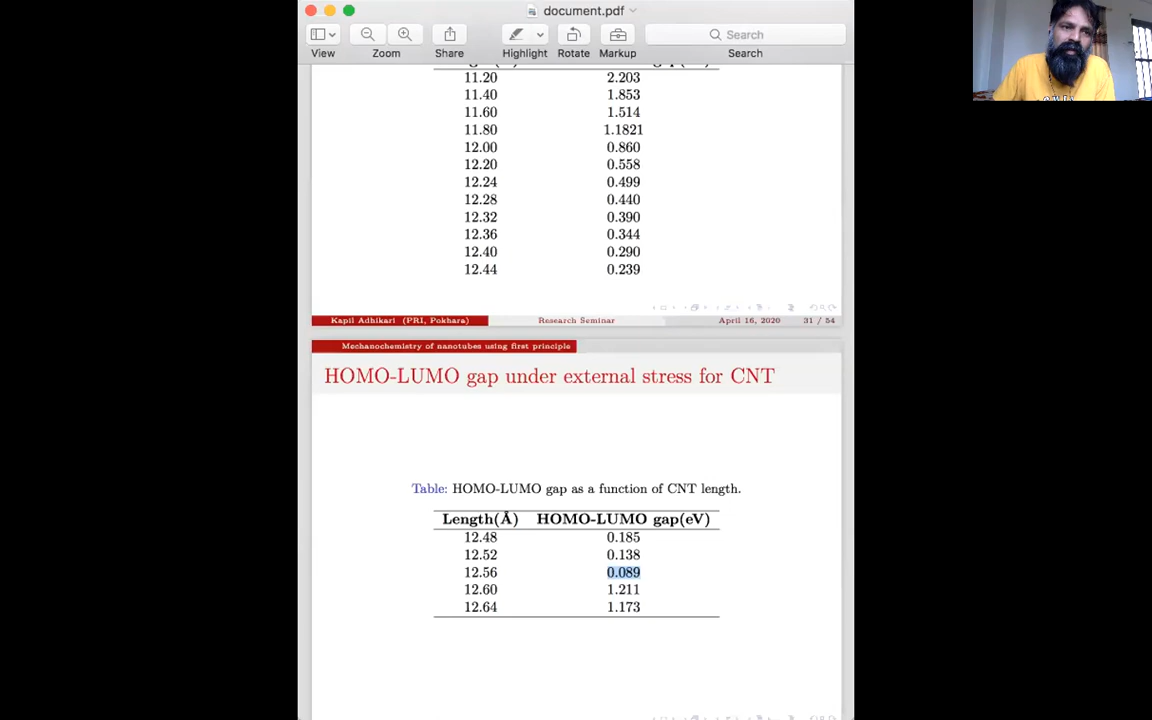 document.pdf
View
Zoom
Share
Highlight
Rotate
Markup
Search
Search
11.20 2.203
11.40 1.853
11.60 1.514
11.80 1.1821
12.00 0.860
12.20 0.558
12.24 0.499
12.28 0.440
12.32 0.390
12.36 0.344
12.40 0.290
12.44 0.239
Kapil Adhikari (PRI, Pokhara) Research Seminar April 16, 2020 31 / 54
Mechanochemistry of nanotubes using first principle
HOMO-LUMO gap under external stress for CNT
Table: HOMO-LUMO gap as a function of CNT length.
Length(Å) HOMO-LUMO gap(eV)
12.48 0.185
12.52 0.138
12.56 0.089
12.60 1.211
12.64 1.173